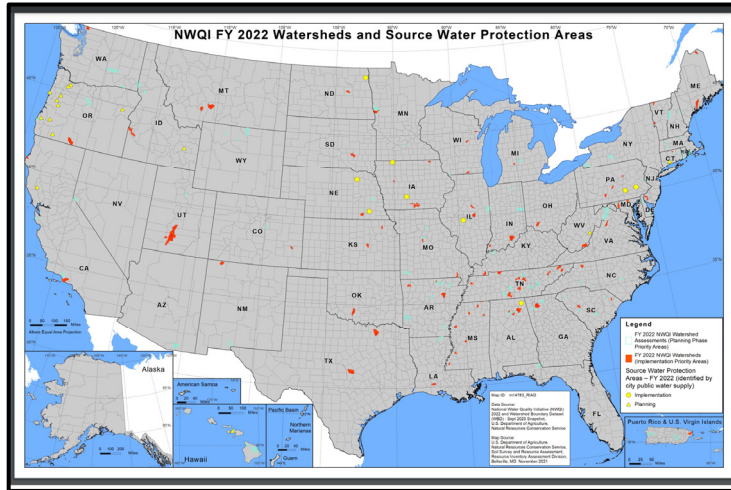 NWQI FY 2022 Watersheds and Source Water Protection Areas
WA
MT
ND
MN
ME
OR
ID
SD
WI
MI
VT
NH
NY
MA
CT
WY
NE
IA
PA
NJ
NV
UT
CO
IL
IN
OH
MD
DE
WV
VA
KS
MO
KY
CA
NC
TN
AZ
NM
OK
AR
SC
MS
AL
GA
TX
LA
FL
Albers Equal Area Projection
Alaska
American Samoa
Hawaii
Pacific Basin
Northern
Marianas
Guam
Puerto Rico & U.S. Virgin Islands
Legend
FY 2022 NWQI Watershed
Assessments (Planning Phase
Priority Areas)
FY 2022 NWQI Watersheds
(Implementation Priority Areas)
Source Water Protection
Areas – FY 2022 (identified by
city public water supply)
Implementation
Planning
Data Source:
National Water Quality Initiative (NWQI)
2022 and Watershed Boundary Dataset
U.S. Department of Agriculture,
Natural Resources Conservation Service.
Map Source:
U.S. Department of Agriculture,
Natural Resources Conservation Service,
Soil Survey and Resource Assessment,
Resource Inventory Assessment Division,
Beltsville, MD. November 2021